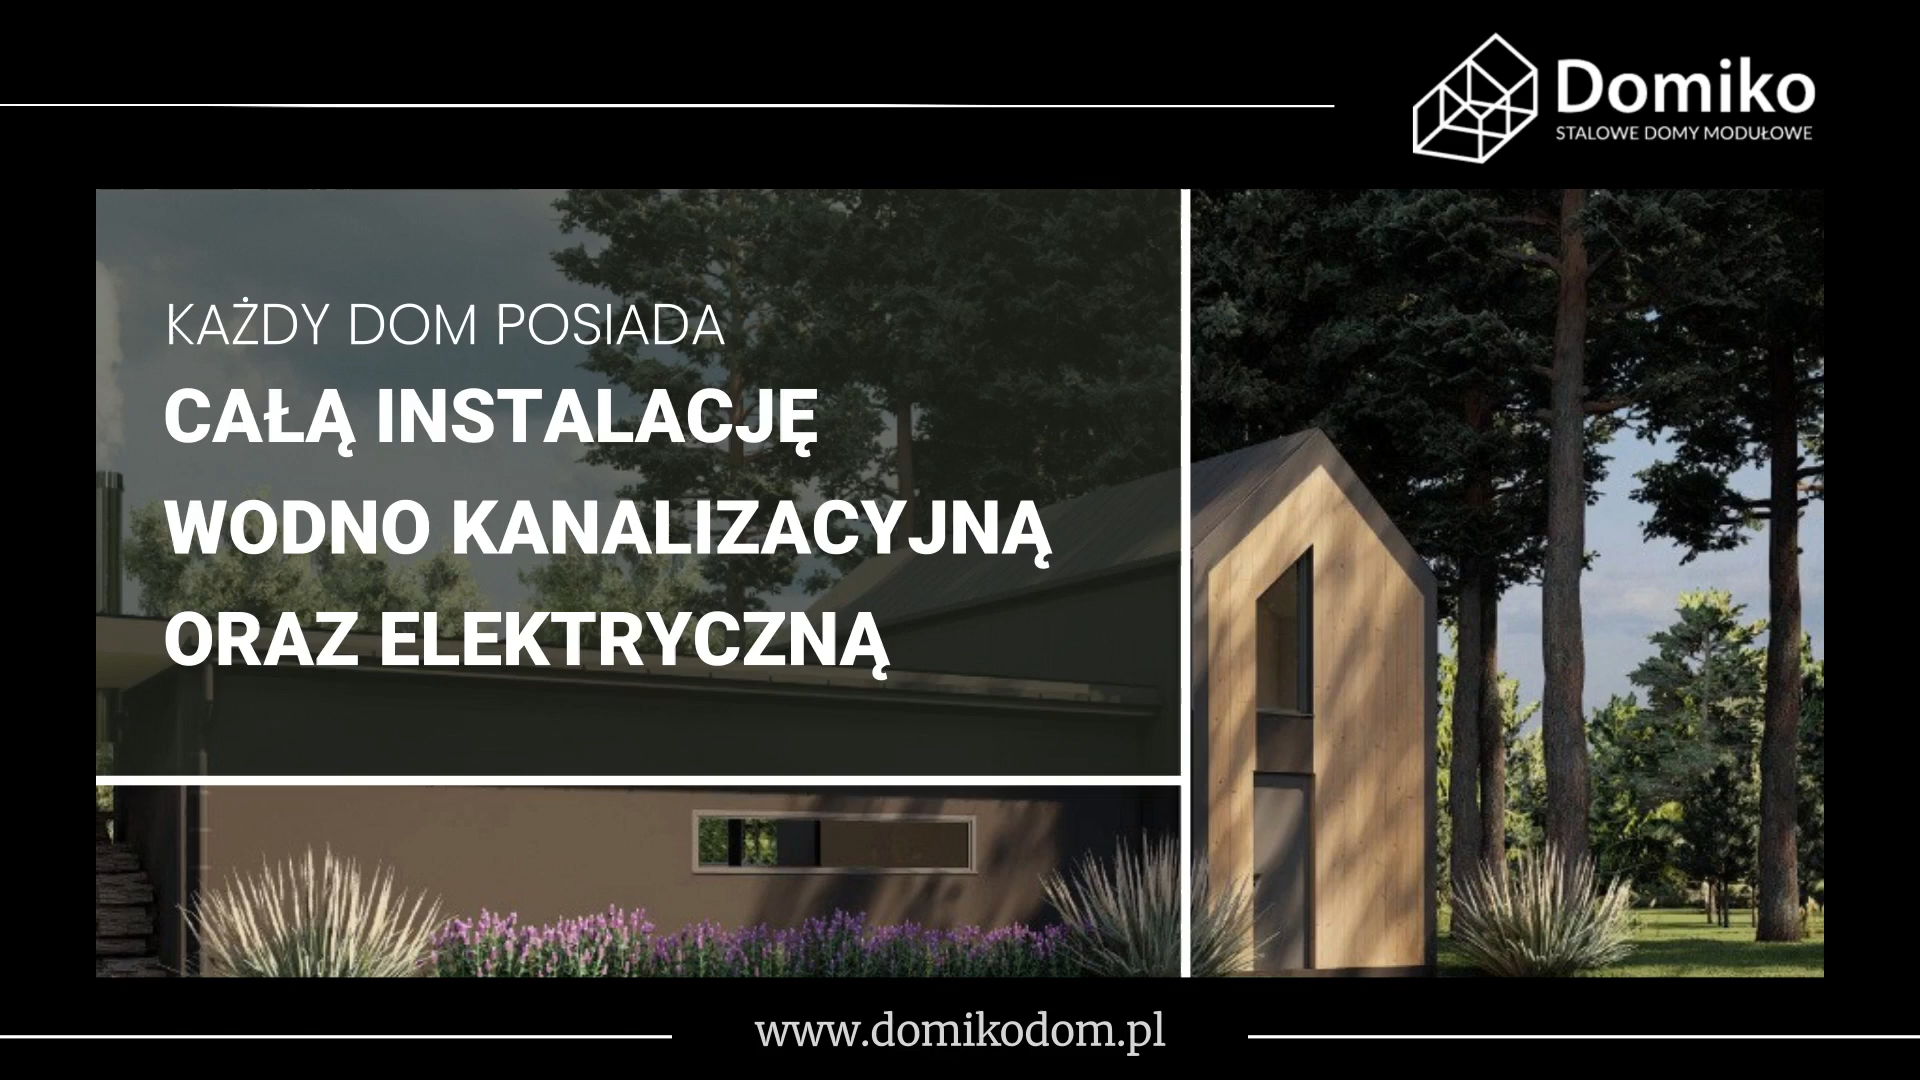 Domiko
STALOWE DOMY MODUŁOWE
KAŻDY DOM POSIADA
CAŁĄ INSTALACJĘ
WODNO KANALIZACYJNĄ
ORAZ ELEKTRYCZNĄ
www.domikodom.pl